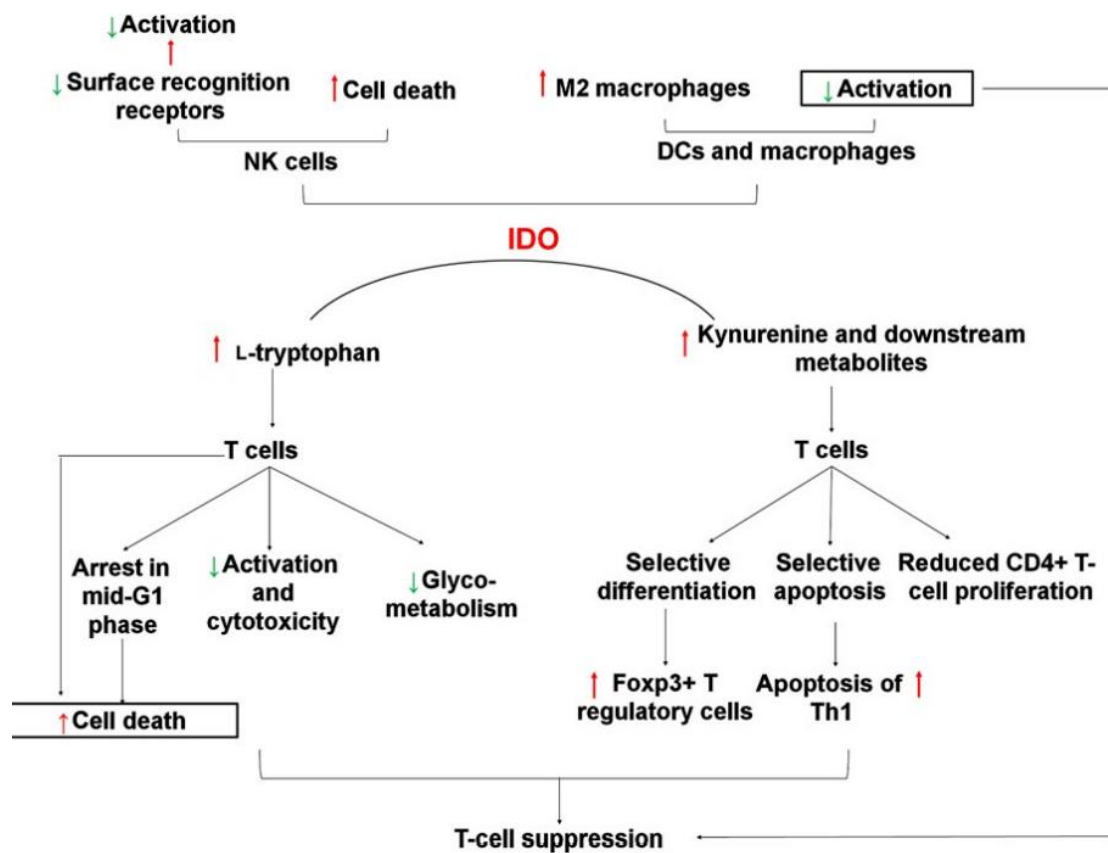 ↓Activation
↑
↓Surface recognition
receptors
↑Cell death
↑ M2 macrophages
↓Activation
NK cells
DCs and macrophages
IDO
↑ L-tryptophan
↑ Kynurenine and downstream
metabolites
T cells
T cells
Arrest in
mid-G1
phase
↓Activation
and
cytotoxicity
↓Glyco-
metabolism
Selective
differentiation
Selective
apoptosis
Reduced CD4+ T-
cell proliferation
↑Cell death
↑ Foxp3+ T
regulatory cells
Apoptosis of ↑
Th1
T-cell suppression